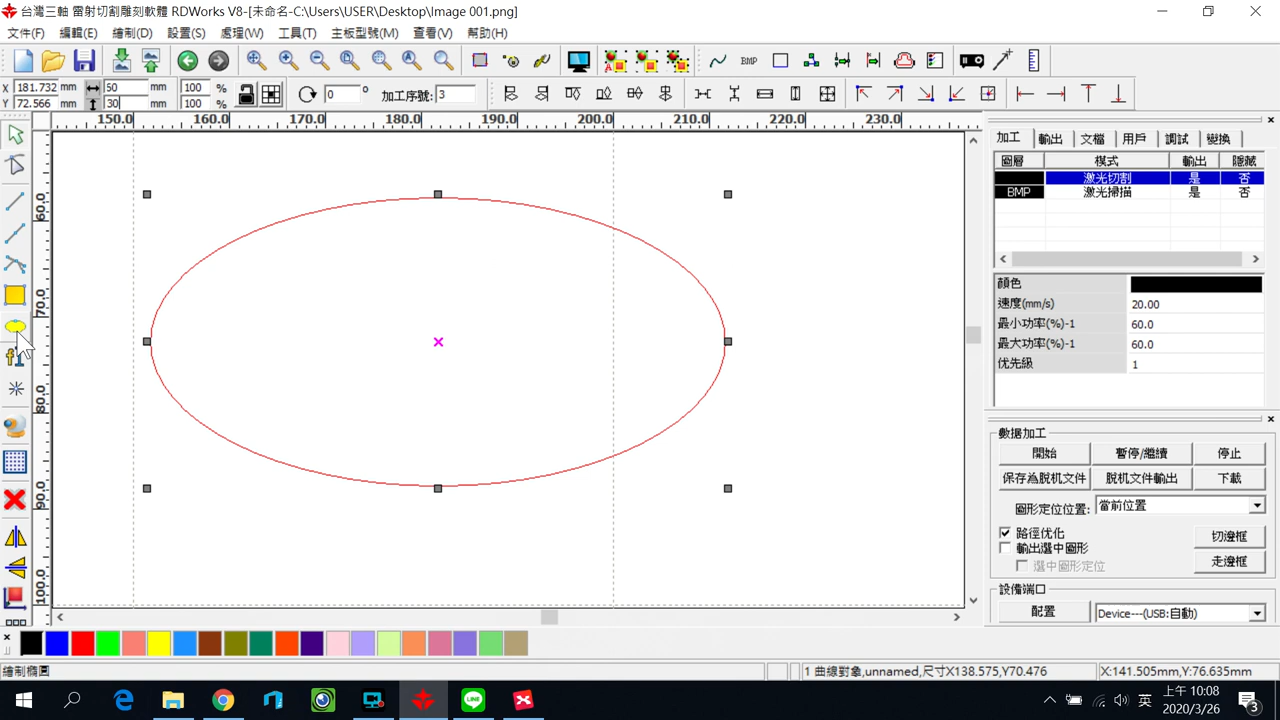 台灣三軸 雷射切割雕刻軟體 RDWorks V8-[未命名-C:\Users\USER\Desktop\Image 001.png]
文件(F) 編輯(E) 繪制(D) 設置(S) 處理(W) 工具(T) 主板型號(M) 查看(V) 幫助(H)
BMP
X 181.732 mm 50 mm 100 %
Y 72.566 mm 30 mm 100 %
0 ° 加工序號: 3
150.0 160.0 170.0 180.0 190.0 200.0 210.0 220.0 230.0
60.0
70.0
80.0
90.0
100.0
加工 輸出 文檔 用戶 調試 變換
圖層 模式 輸出 隱藏
激光切割 是 否
BMP 激光掃描 是 否
顏色
速度(mm/s) 20.00
最小功率(%)-1 60.0
最大功率(%)-1 60.0
优先級 1
數据加工
開始 暫停/繼續 停止
保存為脫机文件 脫机文件輸出 下載
圖形定位位置: 當前位置
路徑优化
輸出選中圖形
選中圖形定位
切邊框
走邊框
設備端口
配置 Device---(USB:自動)
繪制橢圓 1 曲線對象,unnamed,尺寸X138.575,Y70.476 X:141.505mm,Y:76.635mm
英 上午 10:08
2020/3/26
3